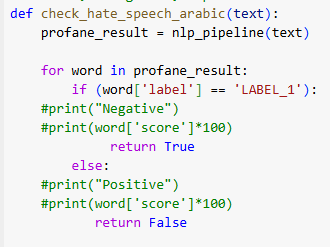 def check_hate_speech_arabic(text):
    profane_result = nlp_pipeline(text)

    for word in profane_result:
        if (word['label'] == 'LABEL_1'):
    #print("Negative")
    #print(word['score']*100)
             return True
        else:
    #print("Positive")
    #print(word['score']*100)
           return False